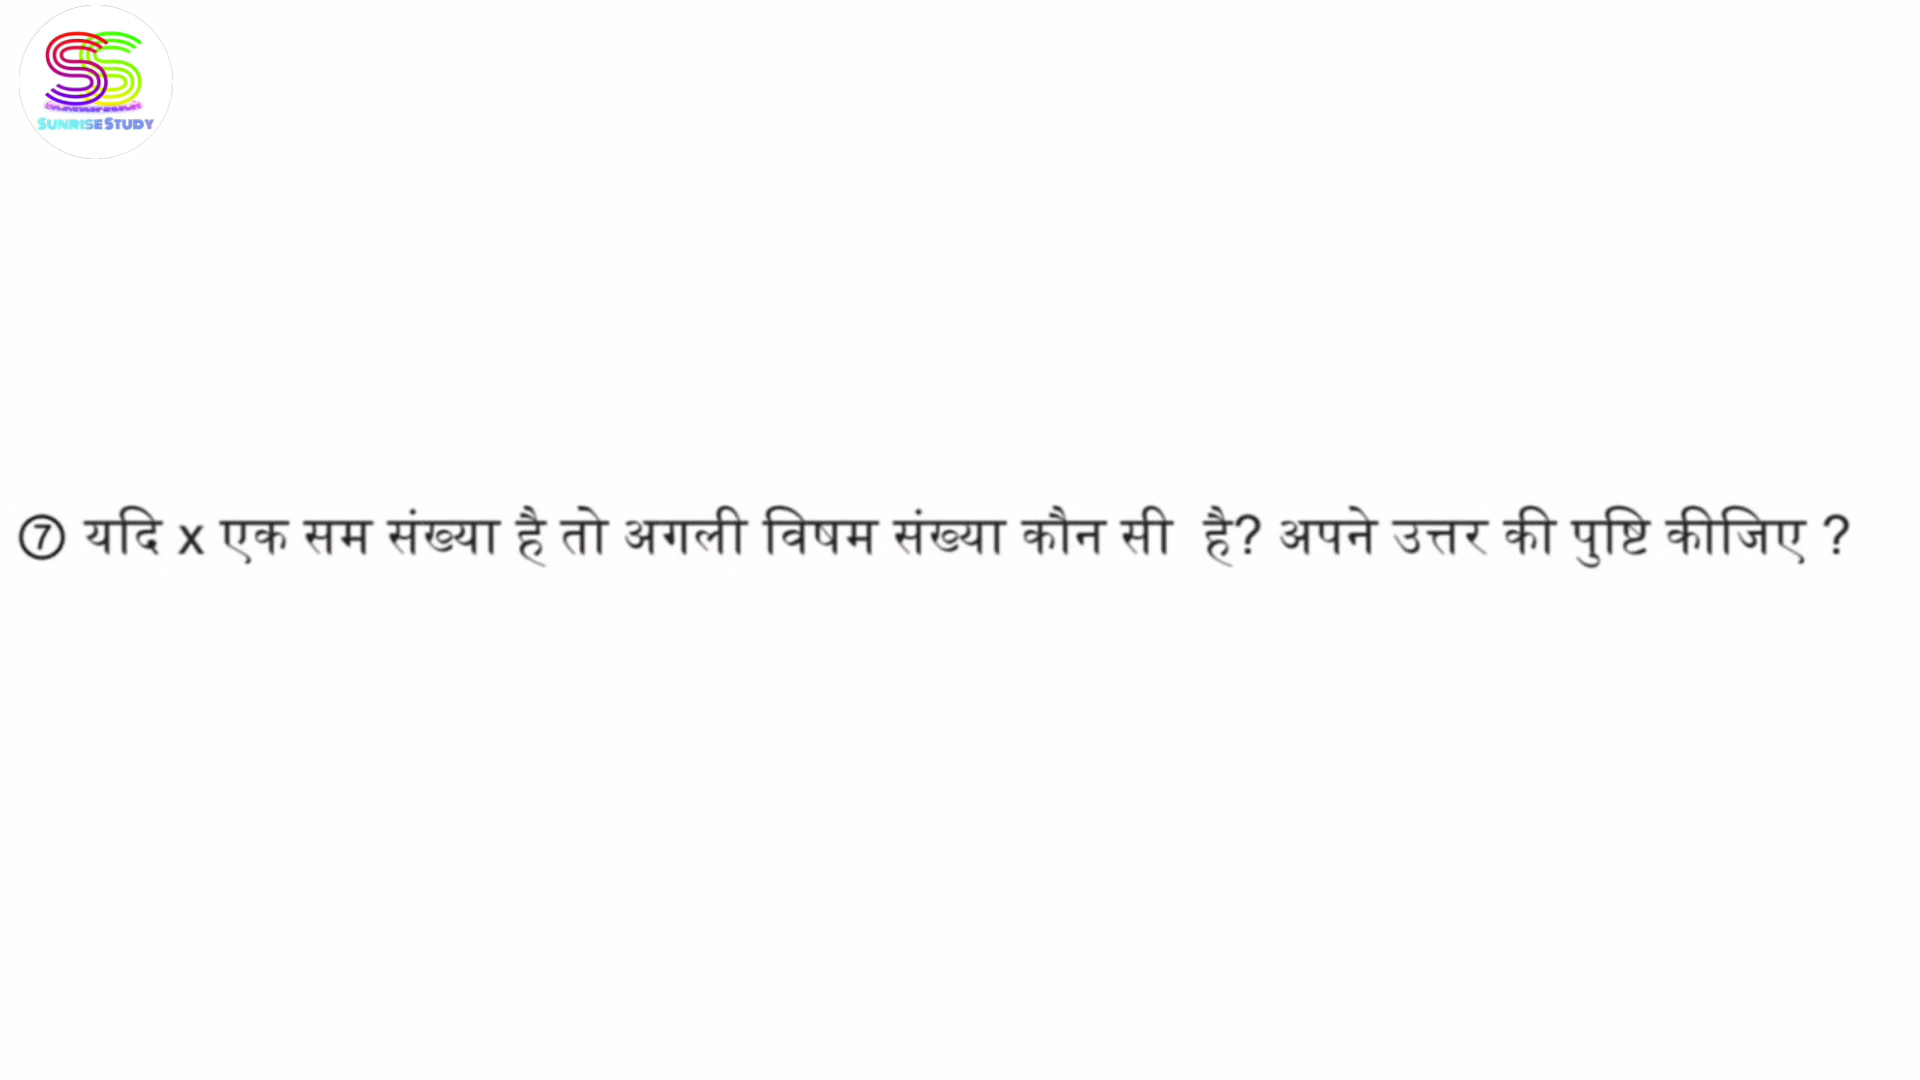 SUNRISE STUDY
⑦ यदि x एक सम संख्या है तो अगली विषम संख्या कौन सी है? अपने उत्तर की पुष्टि कीजिए ?